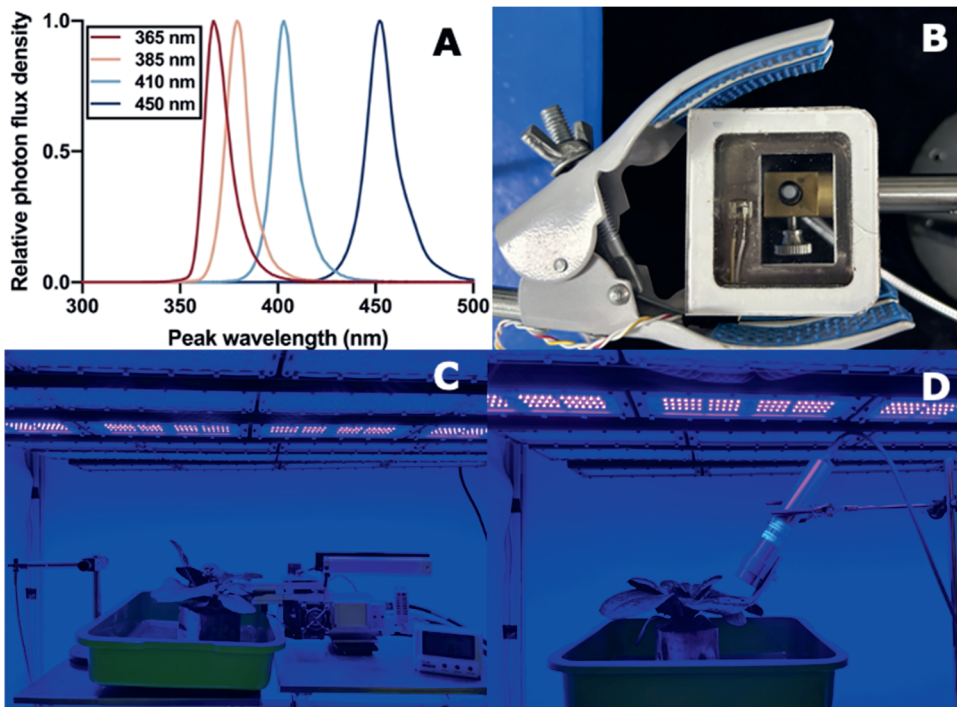 A
1.0
0.5
0.0
Relative photon flux density
365 nm
385 nm
410 nm
450 nm
300
350
400
450
500
Peak wavelength (nm)
B
C
D